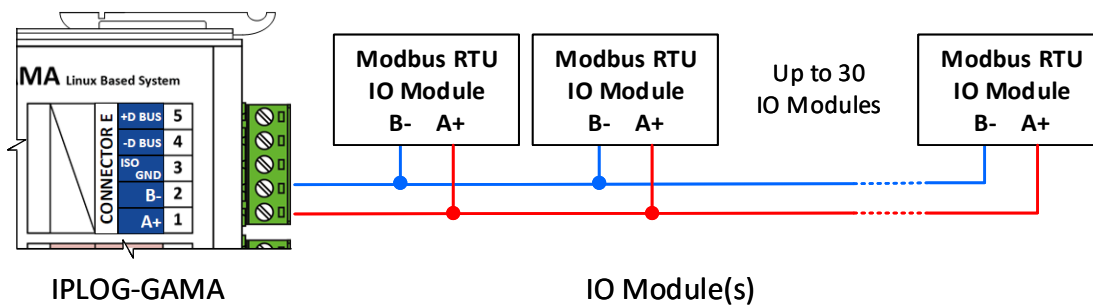 AMA Linux Based System
CONNECTOR E
+D BUS 5
-D BUS 4
ISO
GND 3
B- 2
A+ 1
Modbus RTU
IO Module
B- A+
Modbus RTU
IO Module
B- A+
Up to 30
IO Modules
Modbus RTU
IO Module
B- A+
IPLOG-GAMA
IO Module(s)